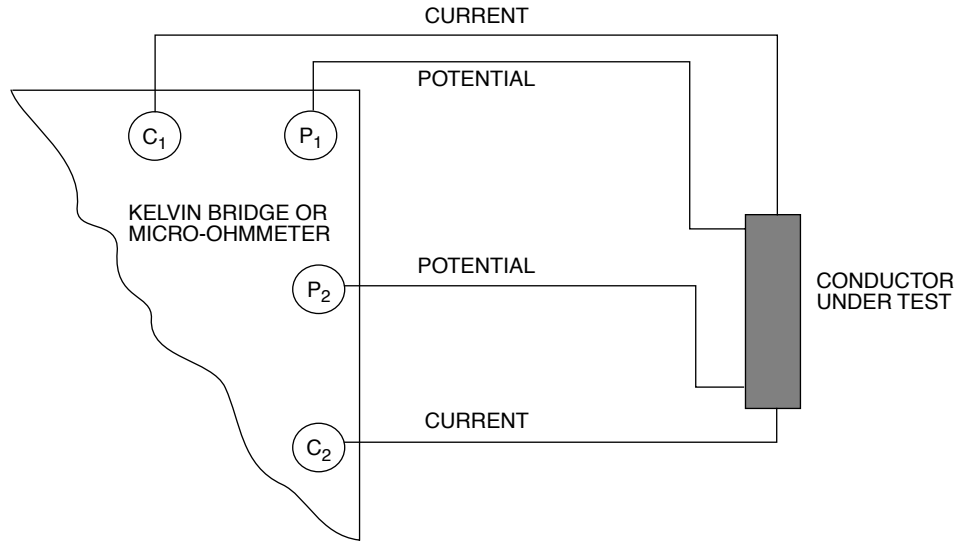 CURRENT
POTENTIAL
C₁
P₁
KELVIN BRIDGE OR
MICRO-OHMMETER
POTENTIAL
P₂
CONDUCTOR
UNDER TEST
CURRENT
C₂